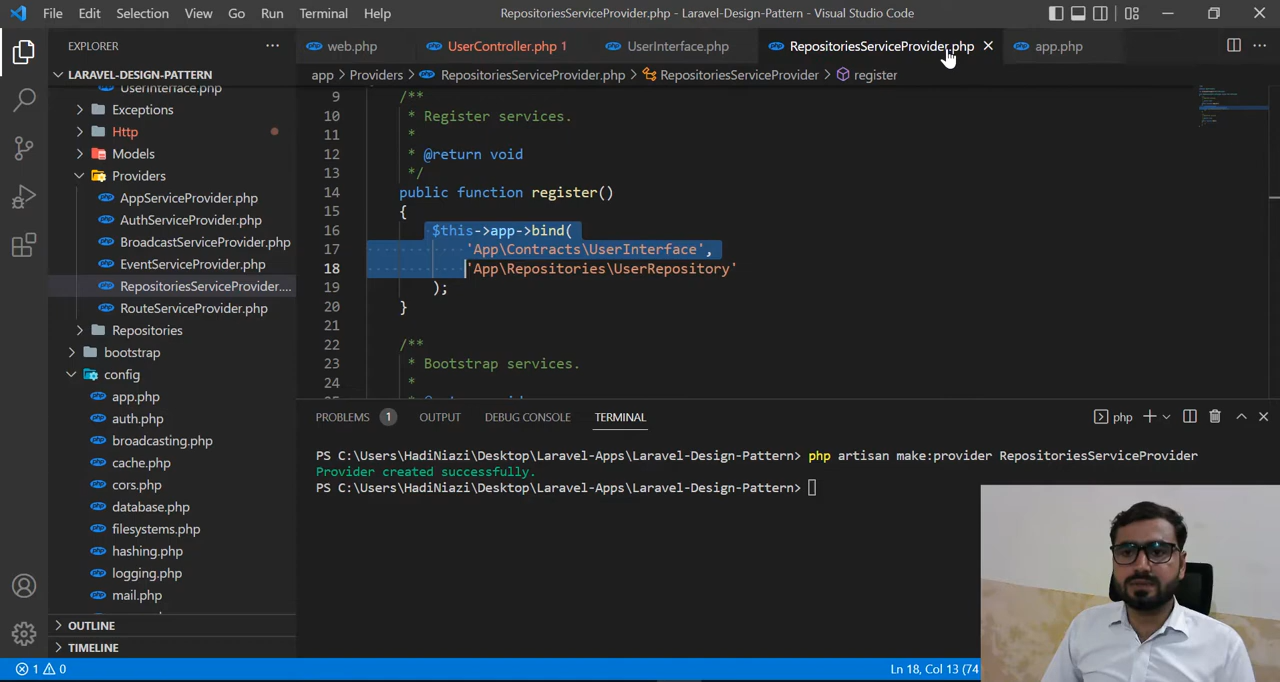 File Edit Selection View Go Run Terminal Help RepositoriesServiceProvider.php - Laravel-Design-Pattern - Visual Studio Code
EXPLORER
web.php UserController.php 1 UserInterface.php RepositoriesServiceProvider.php app.php
LARAVEL-DESIGN-PATTERN
app > Providers > RepositoriesServiceProvider.php > RepositoriesServiceProvider > register
UserInterface.php
Exceptions
Http
Models
Providers
AppServiceProvider.php
AuthServiceProvider.php
BroadcastServiceProvider.php
EventServiceProvider.php
RepositoriesServiceProvider....
RouteServiceProvider.php
Repositories
bootstrap
config
app.php
auth.php
broadcasting.php
cache.php
cors.php
database.php
filesystems.php
hashing.php
logging.php
mail.php
OUTLINE
TIMELINE
9 /**
10 * Register services.
11 *
12 * @return void
13 */
14 public function register()
15 {
16 $this->app->bind(
17 'App\Contracts\UserInterface',
18 'App\Repositories\UserRepository'
19 );
20 }
21
22 /**
23 * Bootstrap services.
24 *
PROBLEMS 1 OUTPUT DEBUG CONSOLE TERMINAL php
PS C:\Users\HadiNiazi\Desktop\Laravel-Apps\Laravel-Design-Pattern> php artisan make:provider RepositoriesServiceProvider
Provider created successfully.
PS C:\Users\HadiNiazi\Desktop\Laravel-Apps\Laravel-Design-Pattern>
1 0 Ln 18, Col 13 (74